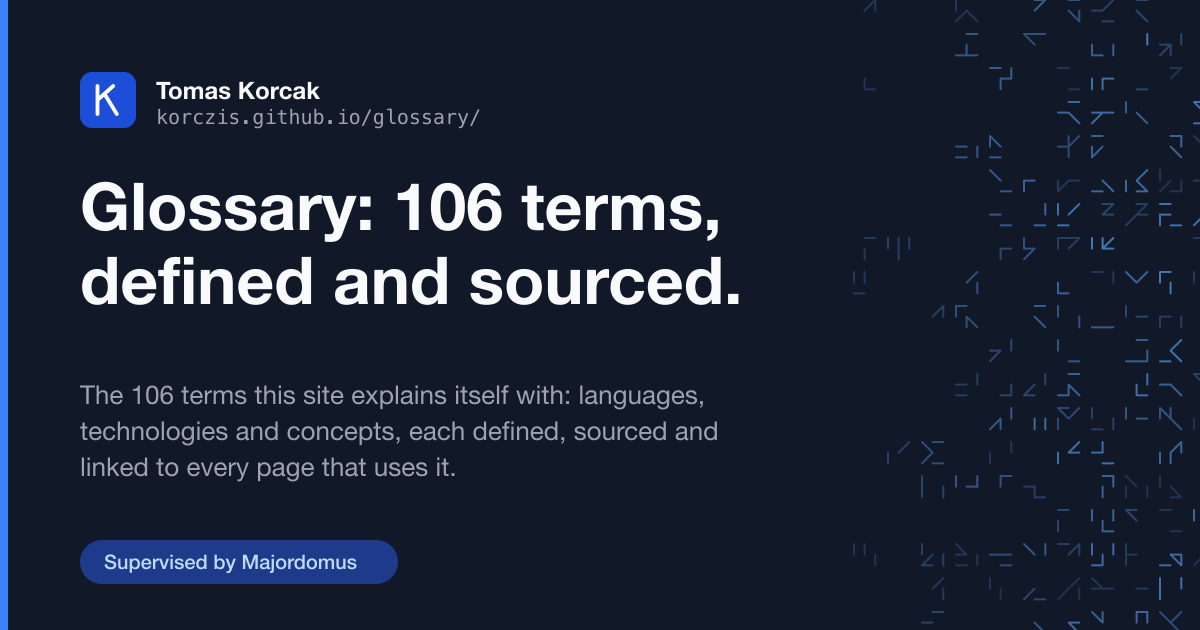 K
Tomas Korcak
korczis.github.io/glossary/
Glossary: 106 terms,
defined and sourced.
The 106 terms this site explains itself with: languages,
technologies and concepts, each defined, sourced and
linked to every page that uses it.
Supervised by Majordomus